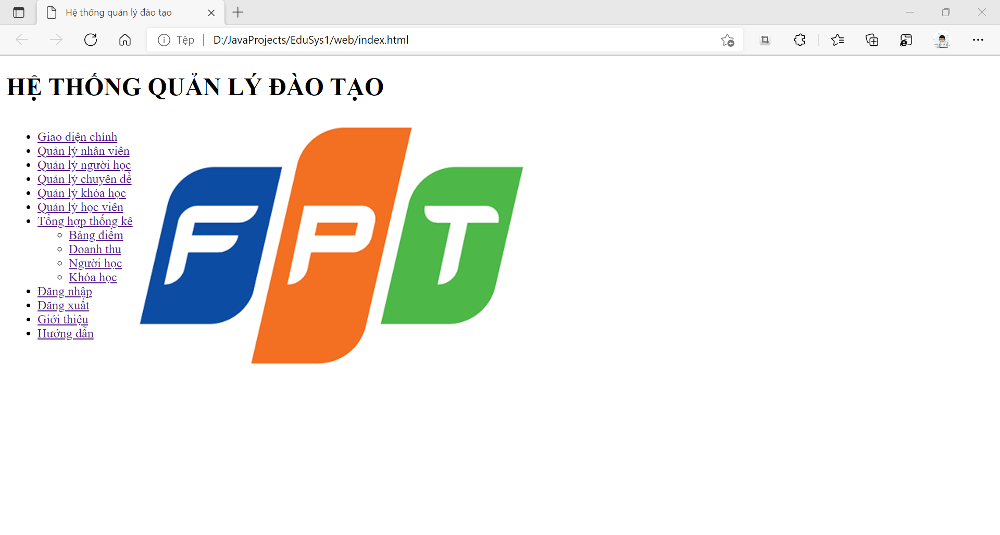 Hệ thống quản lý đào tạo
Tệp D:/JavaProjects/EduSys1/web/index.html
HỆ THỐNG QUẢN LÝ ĐÀO TẠO
Giao diện chính
Quản lý nhân viên
Quản lý người học
Quản lý chuyên đề
Quản lý khóa học
Quản lý học viên
Tổng hợp thống kê
Bảng điểm
Doanh thu
Người học
Khóa học
Đăng nhập
Đăng xuất
Giới thiệu
Hướng dẫn
FPT